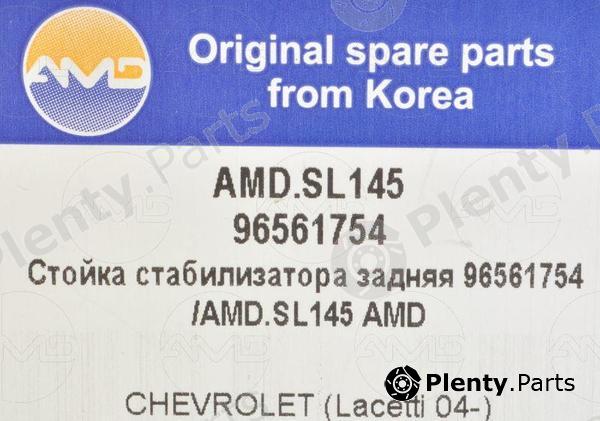 AMD
Original spare parts
from Korea
AMD.SL145
96561754
Стойка стабилизатора задняя 96561754
/AMD.SL145 AMD
CHEVROLET (Lacetti 04-)
Plenty.Parts